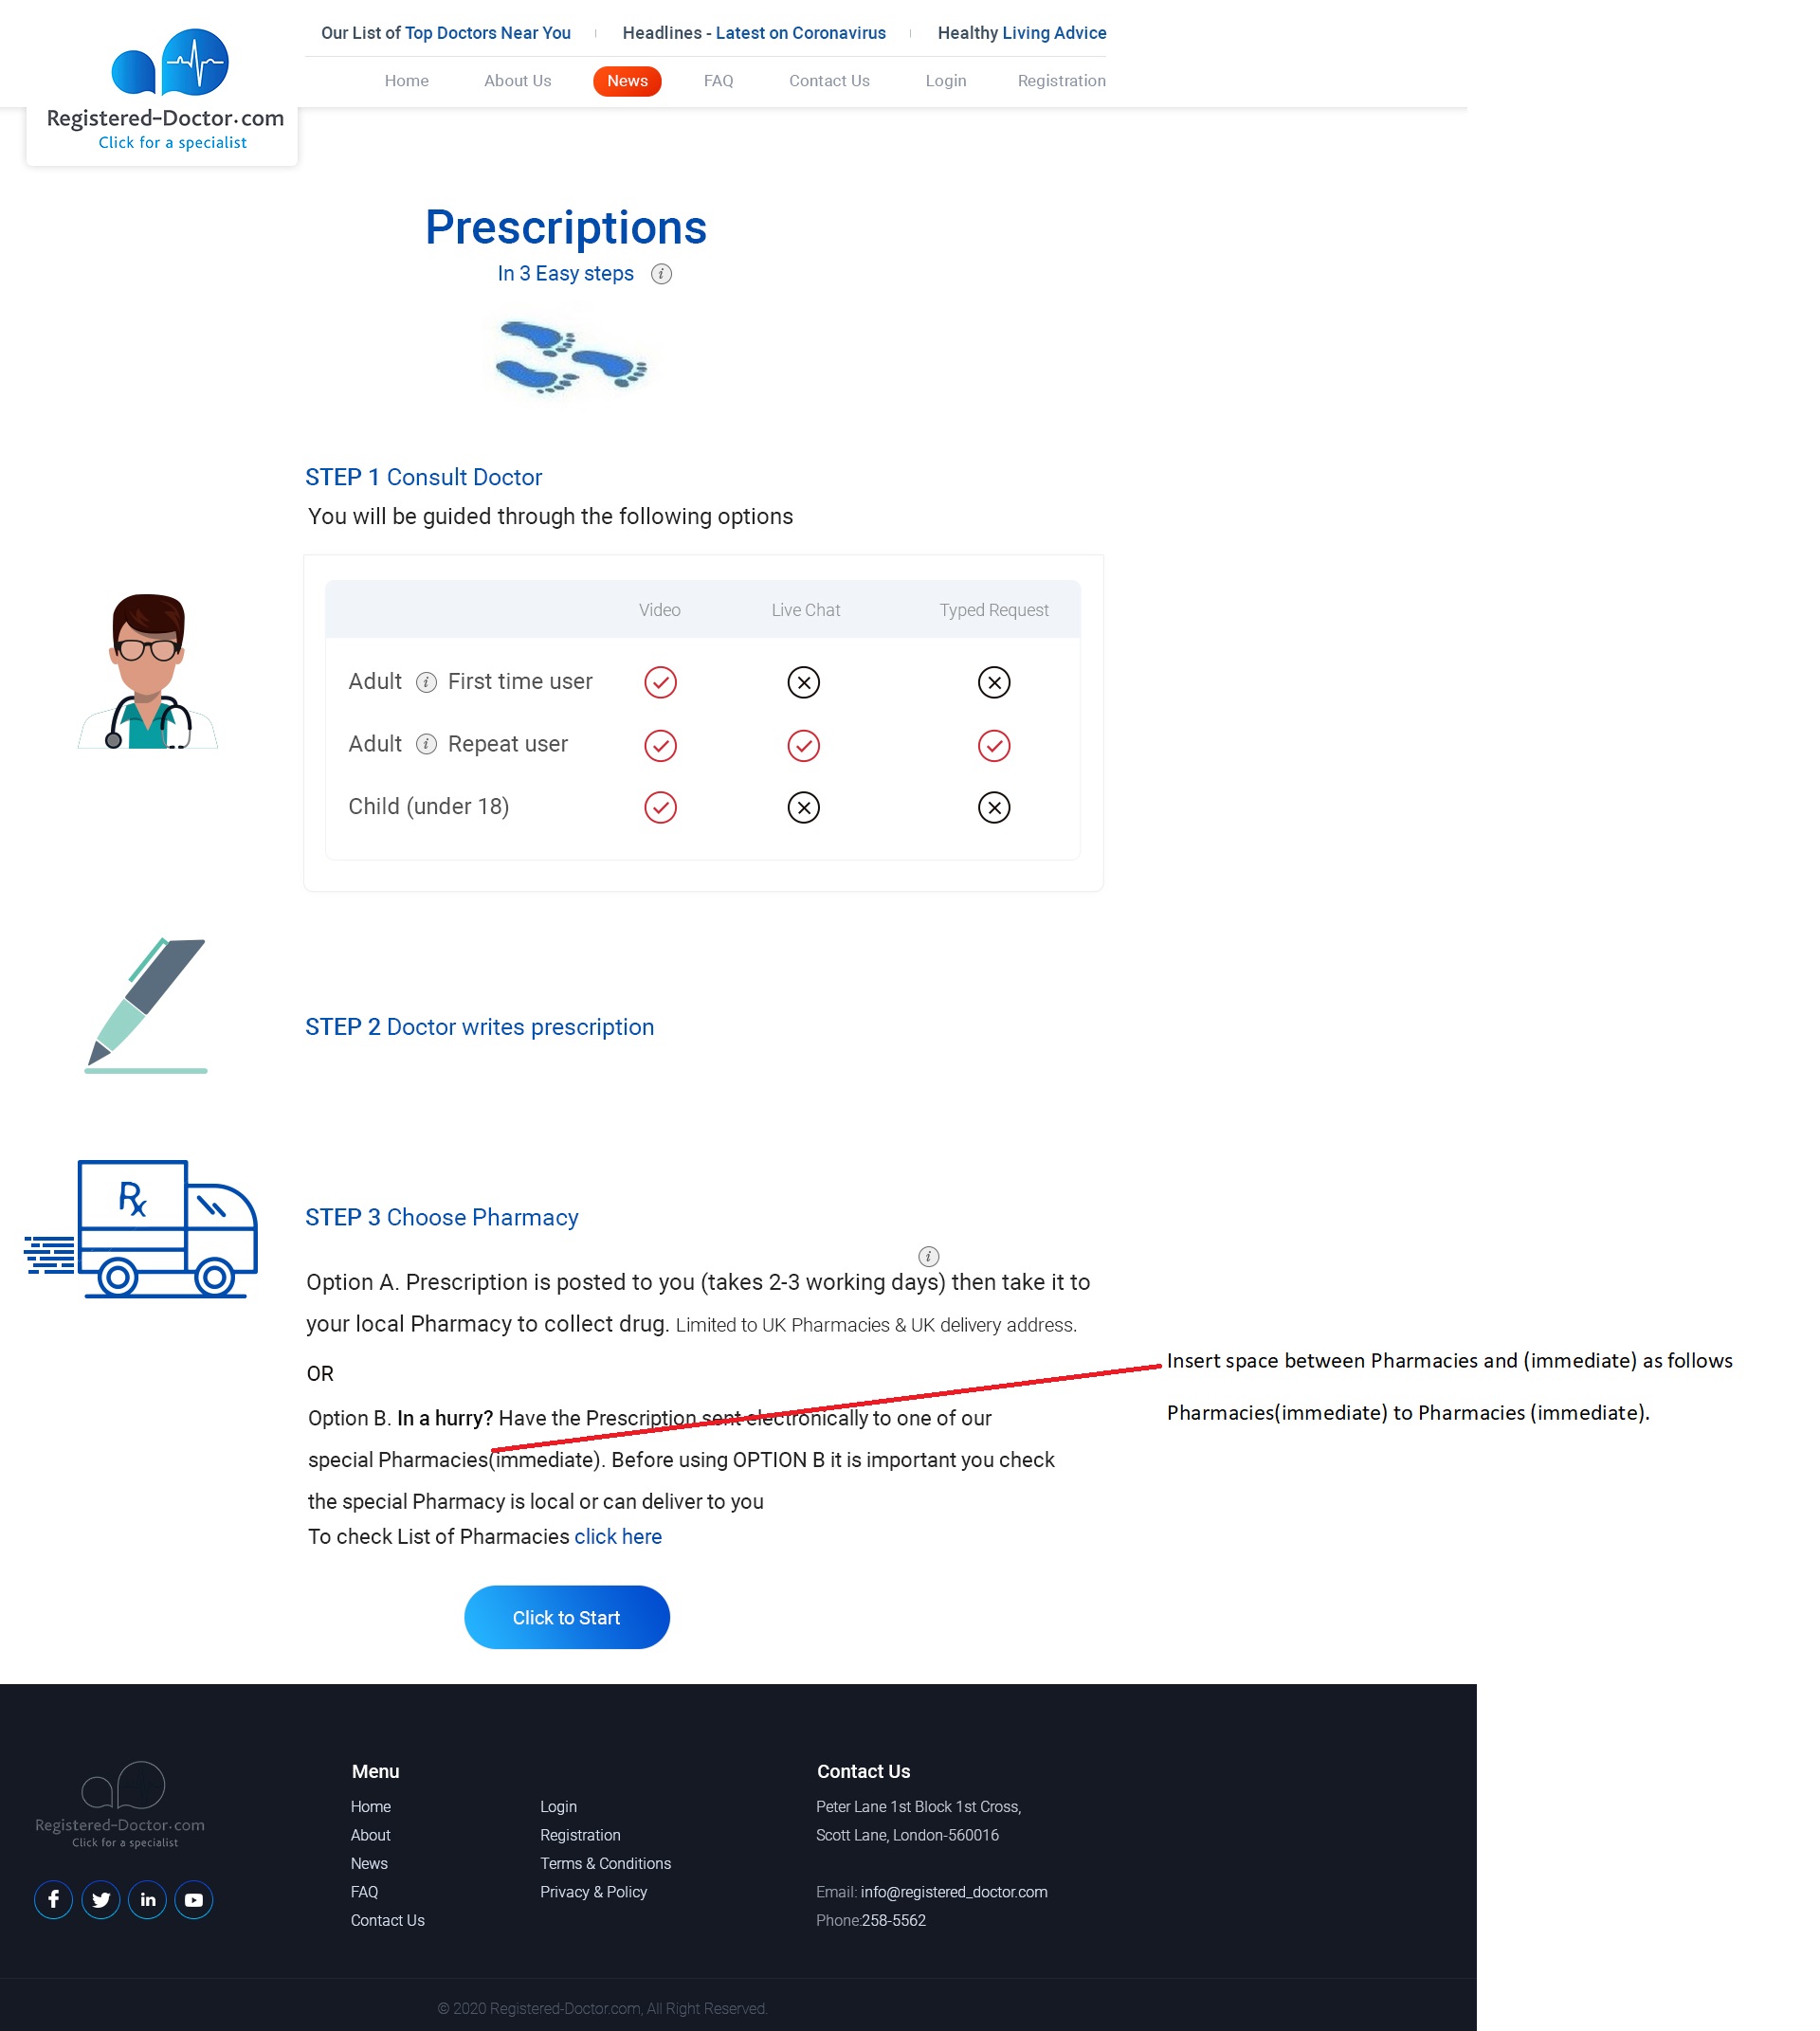 Our List of Top Doctors Near You
Headlines - Latest on Coronavirus
Healthy Living Advice
Home
About Us
News
FAQ
Contact Us
Login
Registration
Registered-Doctor.com
Click for a specialist
Prescriptions
In 3 Easy steps i
STEP 1 Consult Doctor
You will be guided through the following options
Video
Live Chat
Typed Request
Adult i First time user
Adult i Repeat user
Child (under 18)
STEP 2 Doctor writes prescription
Rx
STEP 3 Choose Pharmacy
i
Option A. Prescription is posted to you (takes 2-3 working days) then take it to
your local Pharmacy to collect drug. Limited to UK Pharmacies & UK delivery address.
OR
Option B. In a hurry? Have the Prescription sent electronically to one of our
special Pharmacies(immediate). Before using OPTION B it is important you check
the special Pharmacy is local or can deliver to you
To check List of Pharmacies click here
Insert space between Pharmacies and (immediate) as follows
Pharmacies(immediate) to Pharmacies (immediate).
Click to Start
Registered-Doctor.com
Click for a specialist
f
in
Menu
Home
About
News
FAQ
Contact Us
Login
Registration
Terms & Conditions
Privacy & Policy
Contact Us
Peter Lane 1st Block 1st Cross,
Scott Lane, London-560016
Email: info@registered_doctor.com
Phone:258-5562
© 2020 Registered-Doctor.com, All Right Reserved.